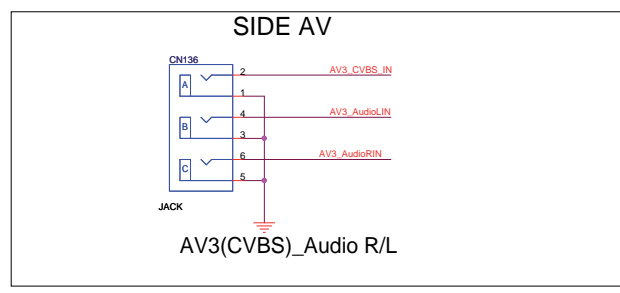 SIDE AV
CN136
2 AV3_CVBS_IN
A
1
4 AV3_AudioLIN
B
3
6 AV3_AudioRIN
C
5
JACK
AV3(CVBS)_Audio R/L